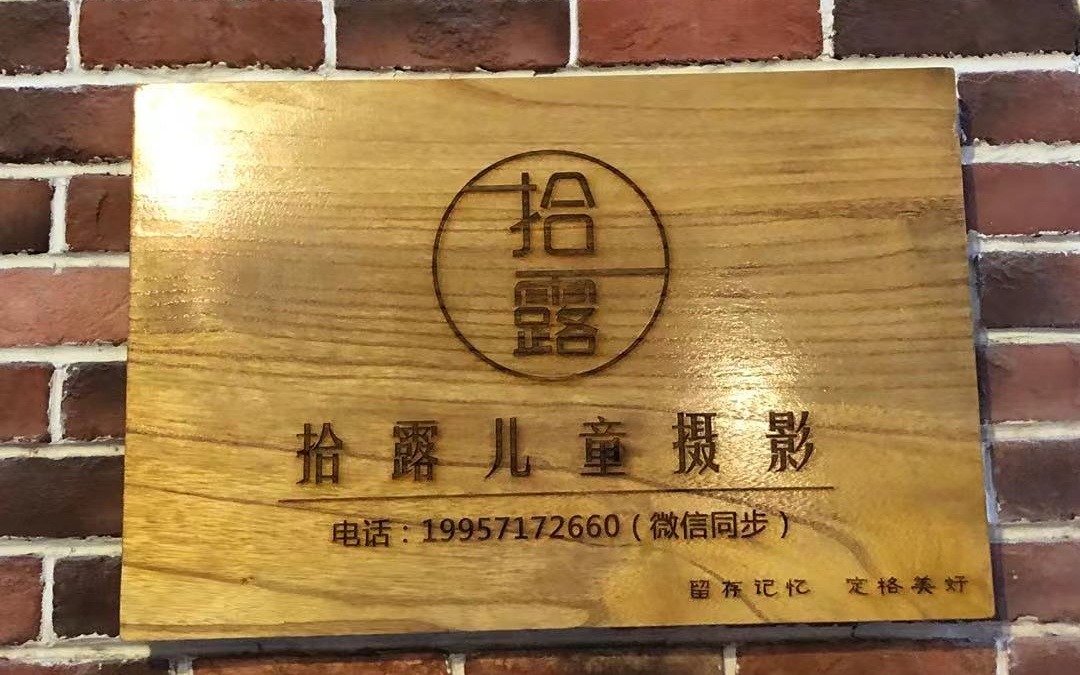 拾
露
拾露儿童摄影
电话：19957172660（微信同步）
留存记忆 定格美好